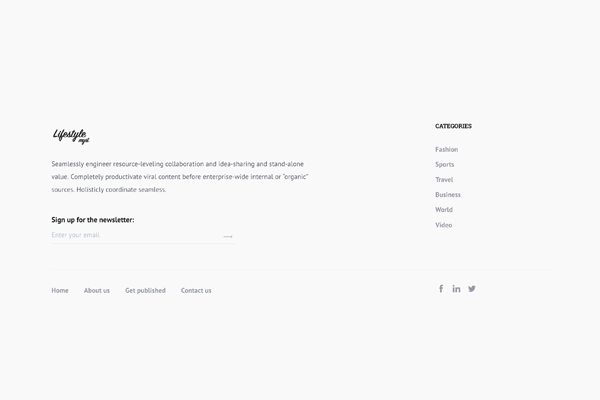 Lifestyle
myst
Seamlessly engineer resource-leveling collaboration and idea-sharing and stand-alone
value. Completely productivate viral content before enterprise-wide internal or "organic"
sources. Holisticly coordinate seamless.
Sign up for the newsletter:
Enter your email
CATEGORIES
Fashion
Sports
Travel
Business
World
Video
Home About us Get published Contact us